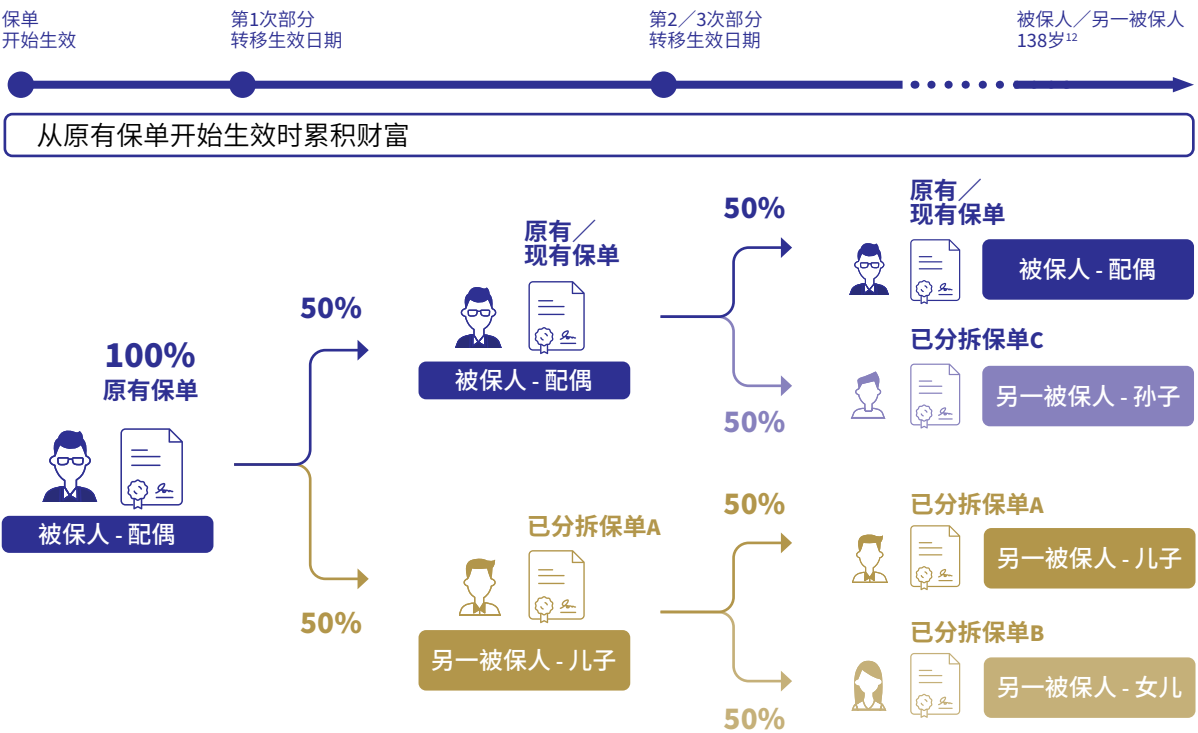 保单
开始生效
第1次部分
转移生效日期
第2／3次部分
转移生效日期
被保人／另一被保人
138岁12
从原有保单开始生效时累积财富
100%
原有保单
被保人 - 配偶
50%
原有／
现有保单
被保人 - 配偶
50%
已分拆保单A
另一被保人 - 儿子
50%
原有／
现有保单
被保人 - 配偶
已分拆保单C
另一被保人 - 孙子
50%
50%
已分拆保单A
另一被保人 - 儿子
已分拆保单B
另一被保人 - 女儿
50%